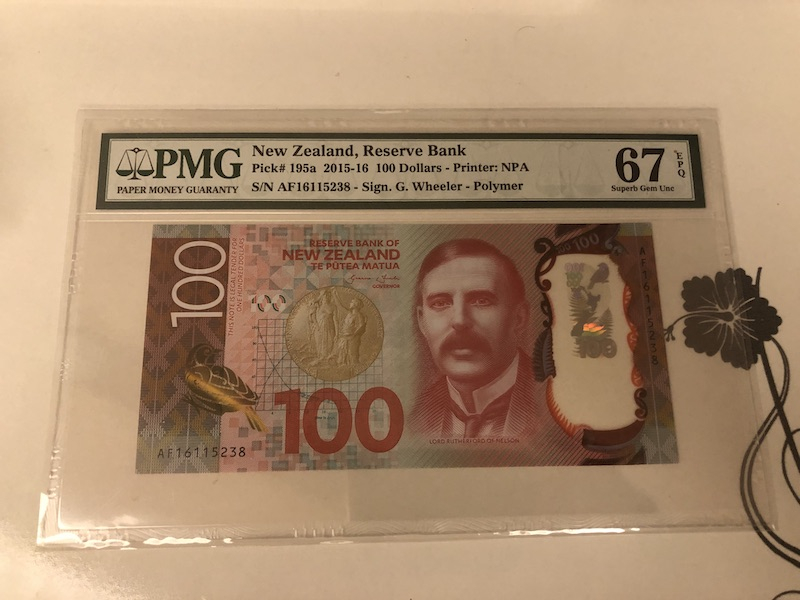 PMG
PAPER MONEY GUARANTY
New Zealand, Reserve Bank
Pick# 195a 2015-16 100 Dollars - Printer: NPA
S/N AF16115238 - Sign. G. Wheeler - Polymer
67 EPQ
Superb Gem Unc
100
THIS NOTE IS LEGAL TENDER FOR
ONE HUNDRED DOLLARS
RESERVE BANK OF
NEW ZEALAND
TE PUTEA MATUA
GOVERNOR
100
100
AF16115238
100
AF16115238
LORD RUTHERFORD OF NELSON